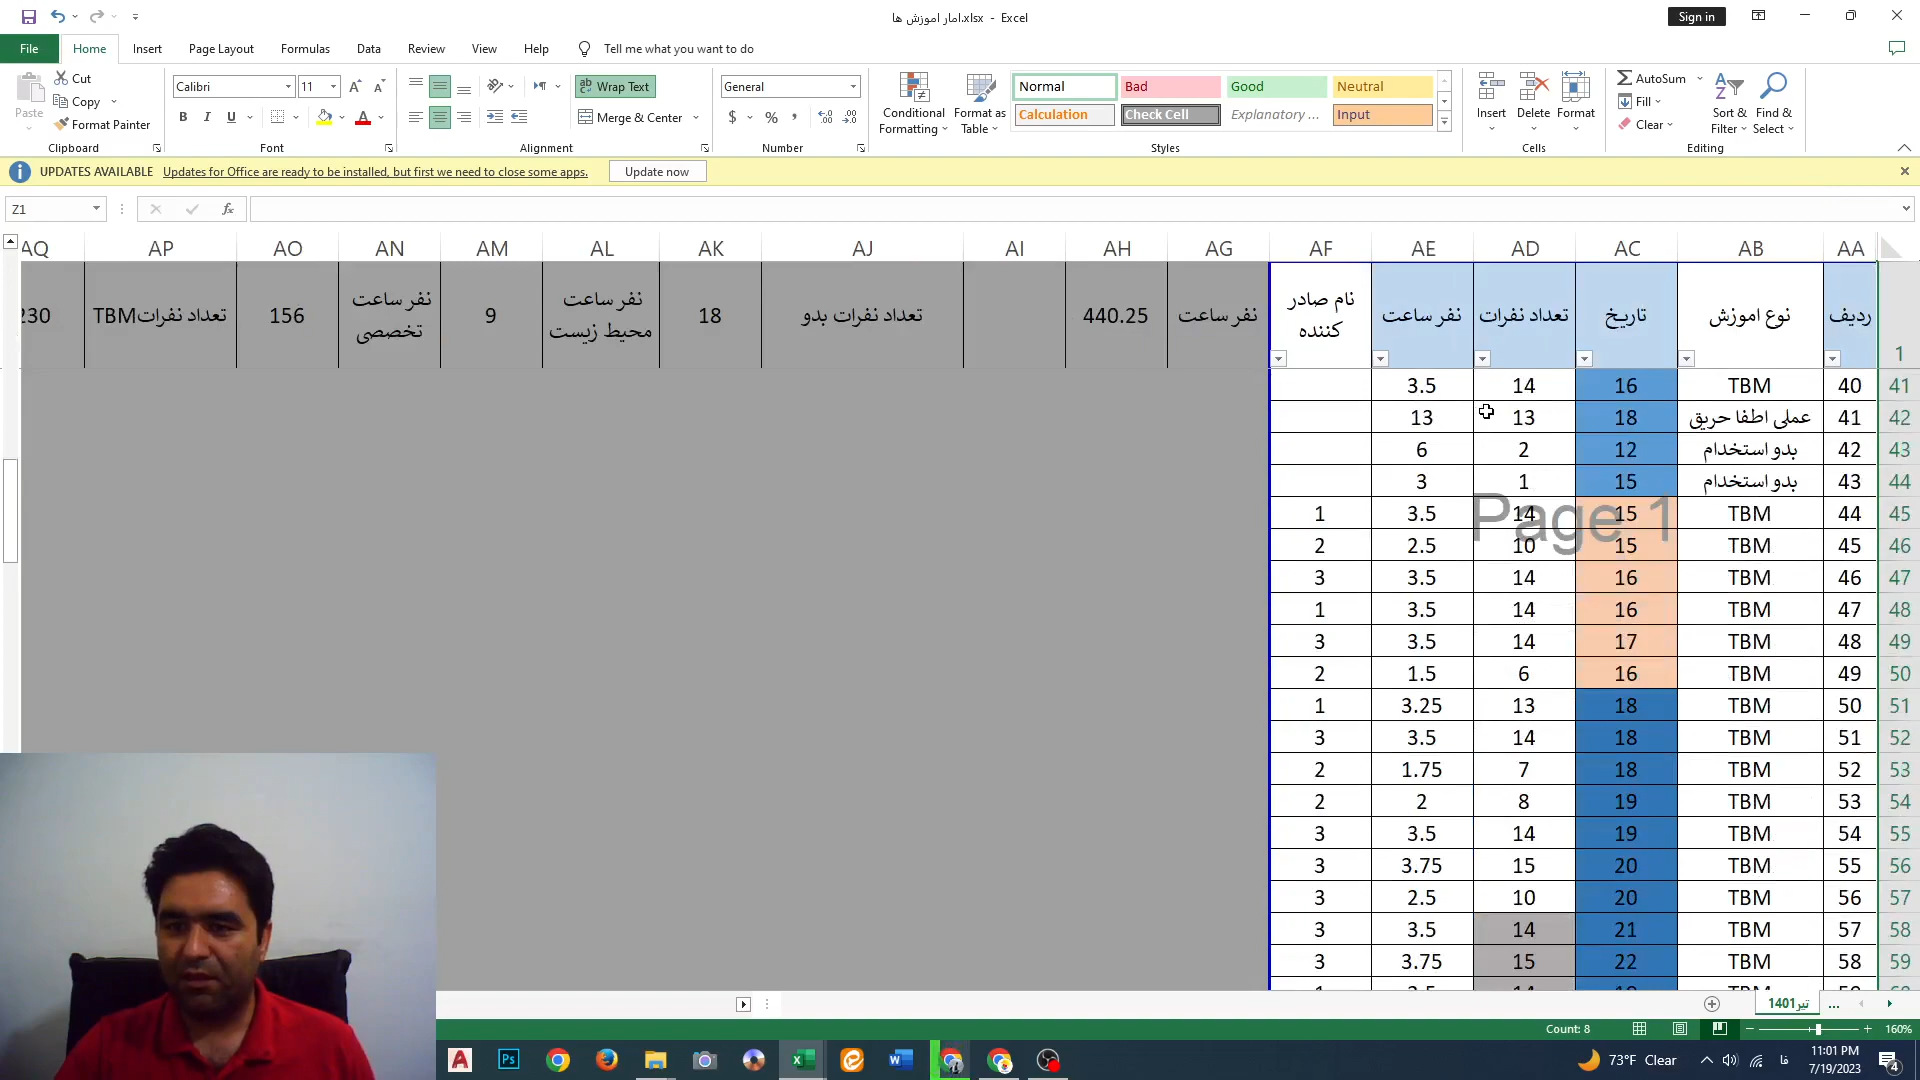 امار اموزش ها.xlsx - Excel
Sign in
File Home Insert Page Layout Formulas Data Review View Help Tell me what you want to do
Paste
Cut
Copy
Format Painter
Clipboard
Calibri 11
B I U
Font
Wrap Text
Merge & Center
Alignment
General
$ % ,
Number
Conditional Formatting
Format as Table
Normal Bad Good Neutral
Calculation Check Cell Explanatory ... Input
Styles
Insert Delete Format
Cells
AutoSum
Fill
Clear
Sort & Filter
Find & Select
Editing
UPDATES AVAILABLE Updates for Office are ready to be installed, but first we need to close some apps. Update now
Z1 fx
AQ AP AO AN AM AL AK AJ AI AH AG AF AE AD AC AB AA
1 ردیف نوع اموزش تاریخ تعداد نفرات نفر ساعت نام صادر کننده نفر ساعت 440.25 تعداد نفرات بدو 18 نفر ساعت محیط زیست 9 نفر ساعت تخصصی 156 تعداد نفراتTBM 230
41 40 TBM 16 14 3.5
42 41 عملی اطفا حریق 18 13 13
43 42 بدو استخدام 12 2 6
44 43 بدو استخدام 15 1 3
45 44 TBM 15 14 3.5 1
46 45 TBM 15 10 2.5 2
47 46 TBM 16 14 3.5 3
48 47 TBM 16 14 3.5 1
49 48 TBM 17 14 3.5 3
50 49 TBM 16 6 1.5 2
51 50 TBM 18 13 3.25 1
52 51 TBM 18 14 3.5 3
53 52 TBM 18 7 1.75 2
54 53 TBM 19 8 2 2
55 54 TBM 19 14 3.5 3
56 55 TBM 20 15 3.75 3
57 56 TBM 20 10 2.5 3
58 57 TBM 21 14 3.5 3
59 58 TBM 22 15 3.75 3
Page 1
تیر1401 ...
Count: 8
160%
73°F Clear
فا
11:01 PM
7/19/2023
4